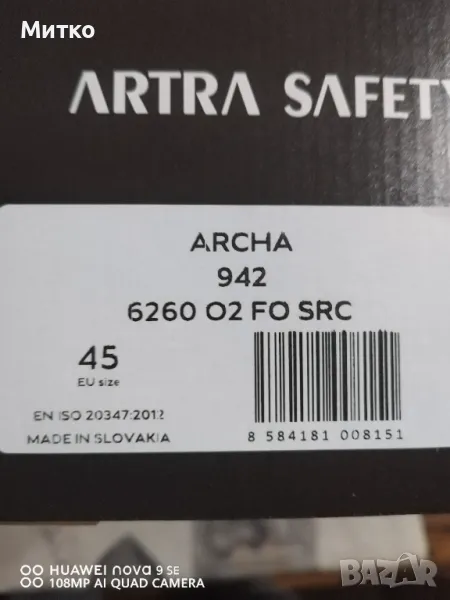 Митко
ARTRA SAFETY
ARCHA
942
6260 O2 FO SRC
45
EU size
EN ISO 20347:2012
MADE IN SLOVAKIA
8 584181 008151
HUAWEI nova 9 SE
108MP AI QUAD CAMERA
BAZAR